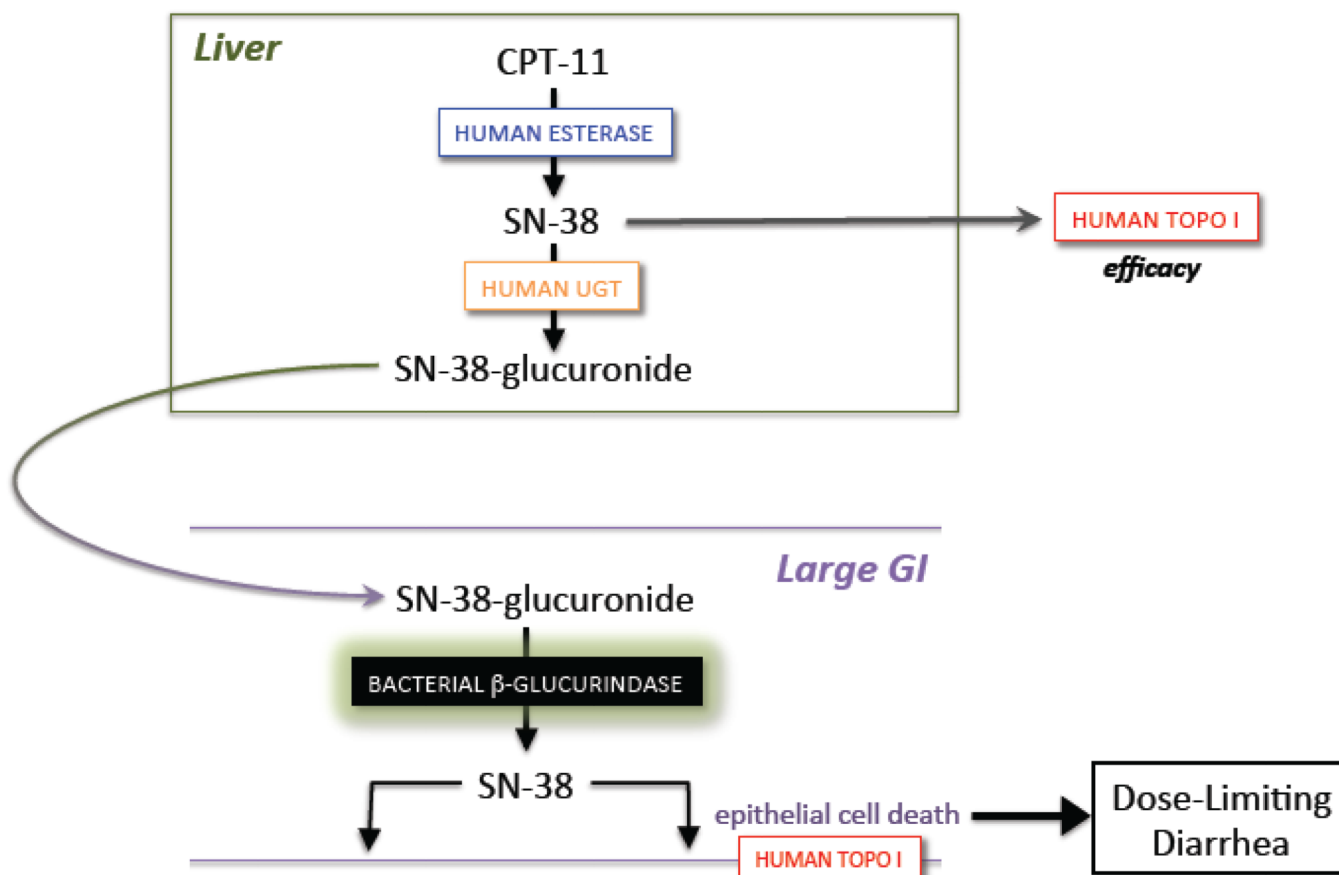 Liver
CPT-11
HUMAN ESTERASE
SN-38
HUMAN TOPO I
efficacy
HUMAN UGT
SN-38-glucuronide
Large GI
SN-38-glucuronide
BACTERIAL β-GLUCURINDASE
SN-38
epithelial cell death
HUMAN TOPO I
Dose-Limiting
Diarrhea